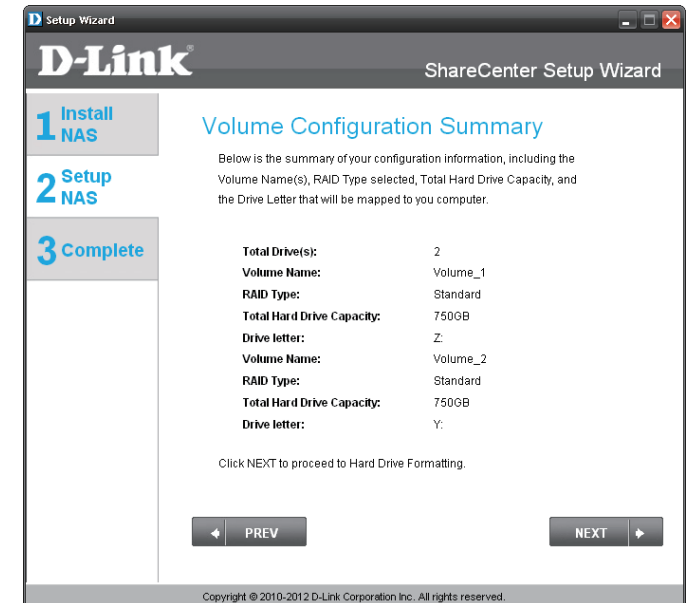 Setup Wizard
D-Link®
ShareCenter Setup Wizard
1 Install NAS
2 Setup NAS
3 Complete
Volume Configuration Summary
Below is the summary of your configuration information, including the
Volume Name(s), RAID Type selected, Total Hard Drive Capacity, and
the Drive Letter that will be mapped to you computer.
Total Drive(s): 2
Volume Name: Volume_1
RAID Type: Standard
Total Hard Drive Capacity: 750GB
Drive letter: Z:
Volume Name: Volume_2
RAID Type: Standard
Total Hard Drive Capacity: 750GB
Drive letter: Y:
Click NEXT to proceed to Hard Drive Formatting.
PREV
NEXT
Copyright © 2010-2012 D-Link Corporation Inc. All rights reserved.